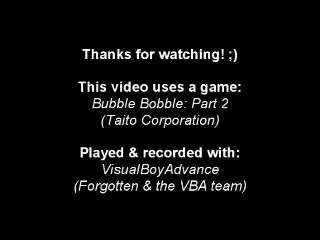 Thanks for watching! ;)
This video uses a game:
Bubble Bobble: Part 2
(Taito Corporation)
Played & recorded with:
VisualBoyAdvance
(Forgotten & the VBA team)